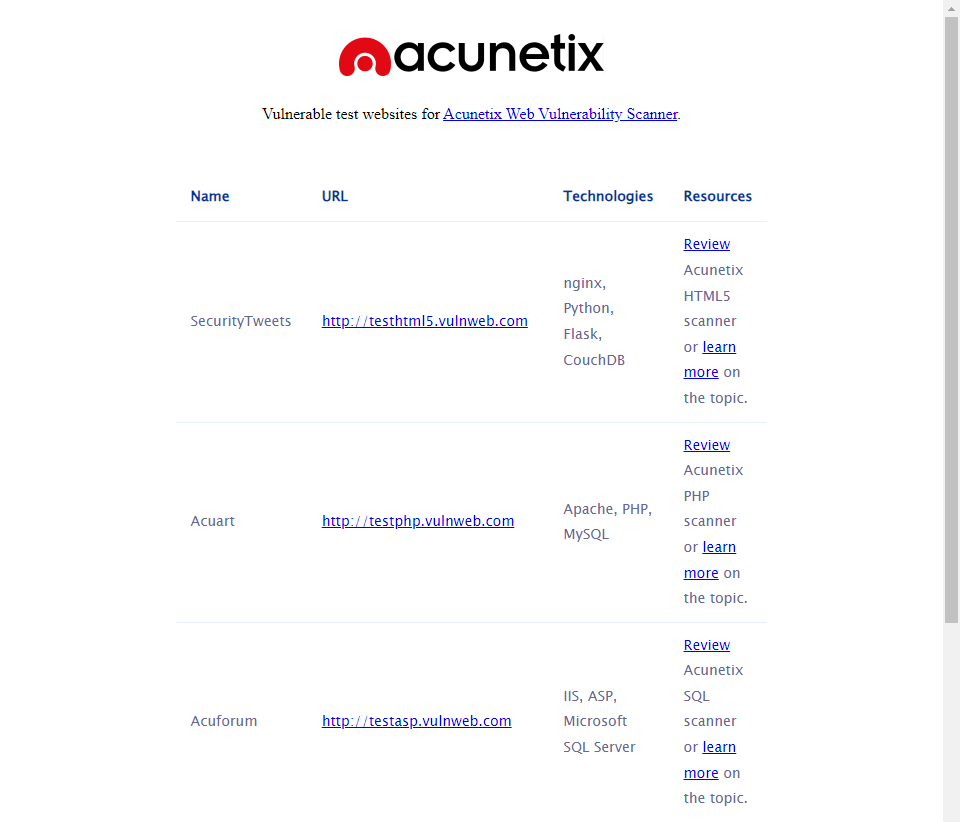 acunetix
Vulnerable test websites for Acunetix Web Vulnerability Scanner.
Name URL Technologies Resources
SecurityTweets
http://testhtml5.vulnweb.com
nginx,
Python,
Flask,
CouchDB
Review
Acunetix
HTML5
scanner
or learn
more on
the topic.
Acuart
http://testphp.vulnweb.com
Apache, PHP,
MySQL
Review
Acunetix
PHP
scanner
or learn
more on
the topic.
Acuforum
http://testasp.vulnweb.com
IIS, ASP,
Microsoft
SQL Server
Review
Acunetix
SQL
scanner
or learn
more on
the topic.